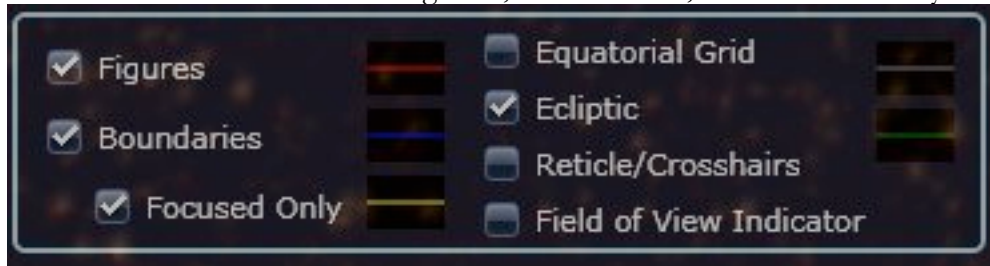 Figures
Boundaries
Focused Only
Equatorial Grid
Ecliptic
Reticle/Crosshairs
Field of View Indicator